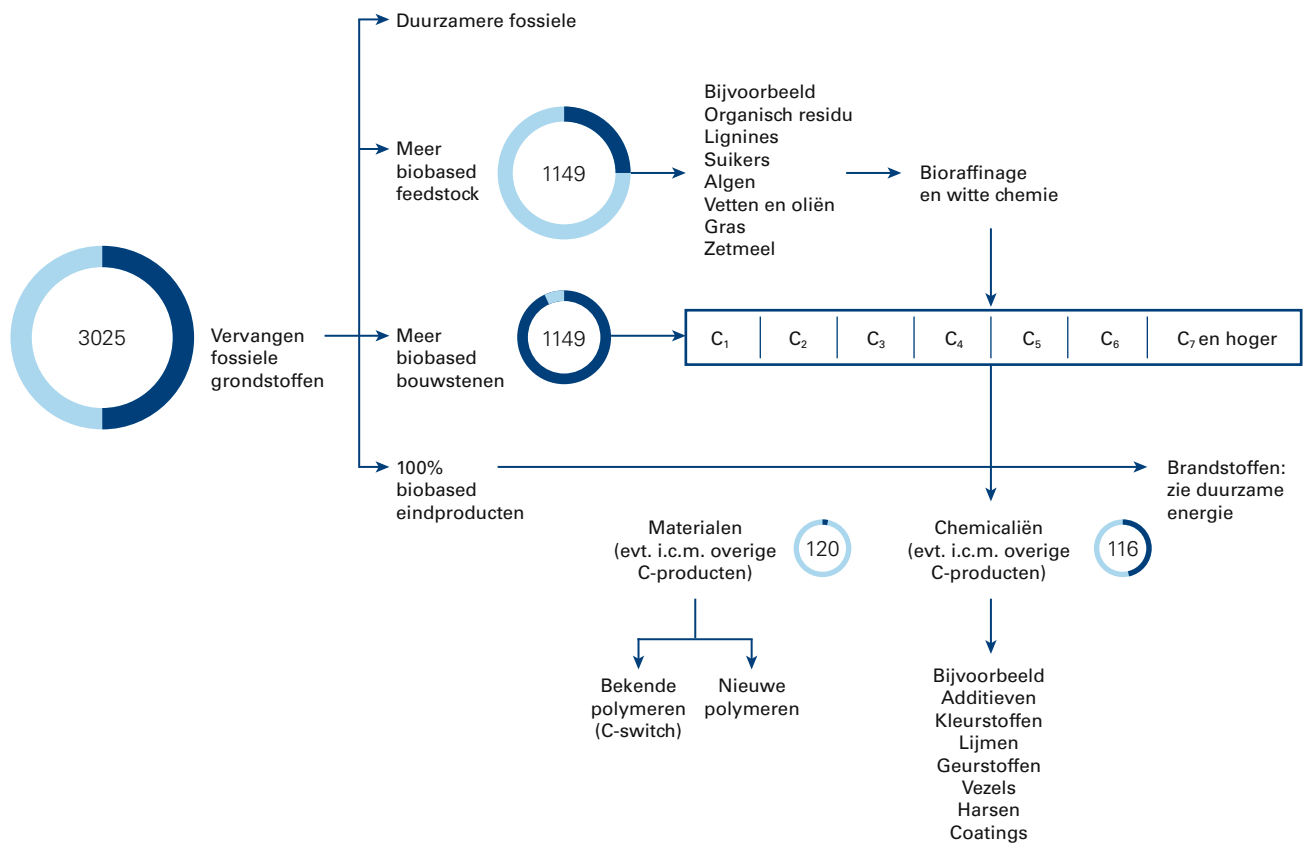 Duurzamere fossiele
Meer
biobased
feedstock
1149
Bijvoorbeeld
Organisch residu
Lignines
Suikers
Algen
Vetten en oliën
Gras
Zetmeel
Bioraffinage
en witte chemie
3025
Vervangen
fossiele
grondstoffen
Meer
biobased
bouwstenen
1149
C₁
C₂
C₃
C₄
C₅
C₆
C₇ en hoger
100%
biobased
eindproducten
Brandstoffen:
zie duurzame
energie
Materialen
(evt. i.c.m. overige
C-producten)
120
Chemicaliën
(evt. i.c.m. overige
C-producten)
116
Bekende
polymeren
(C-switch)
Nieuwe
polymeren
Bijvoorbeeld
Additieven
Kleurstoffen
Lijmen
Geurstoffen
Vezels
Harsen
Coatings